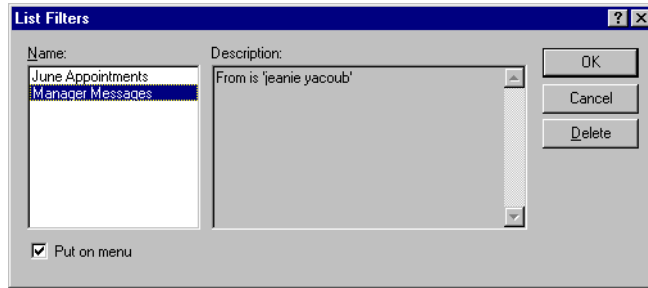 List Filters
Name:
Description:
June Appointments
Manager Messages
From is 'jeanie yacoub'
OK
Cancel
Delete
Put on menu